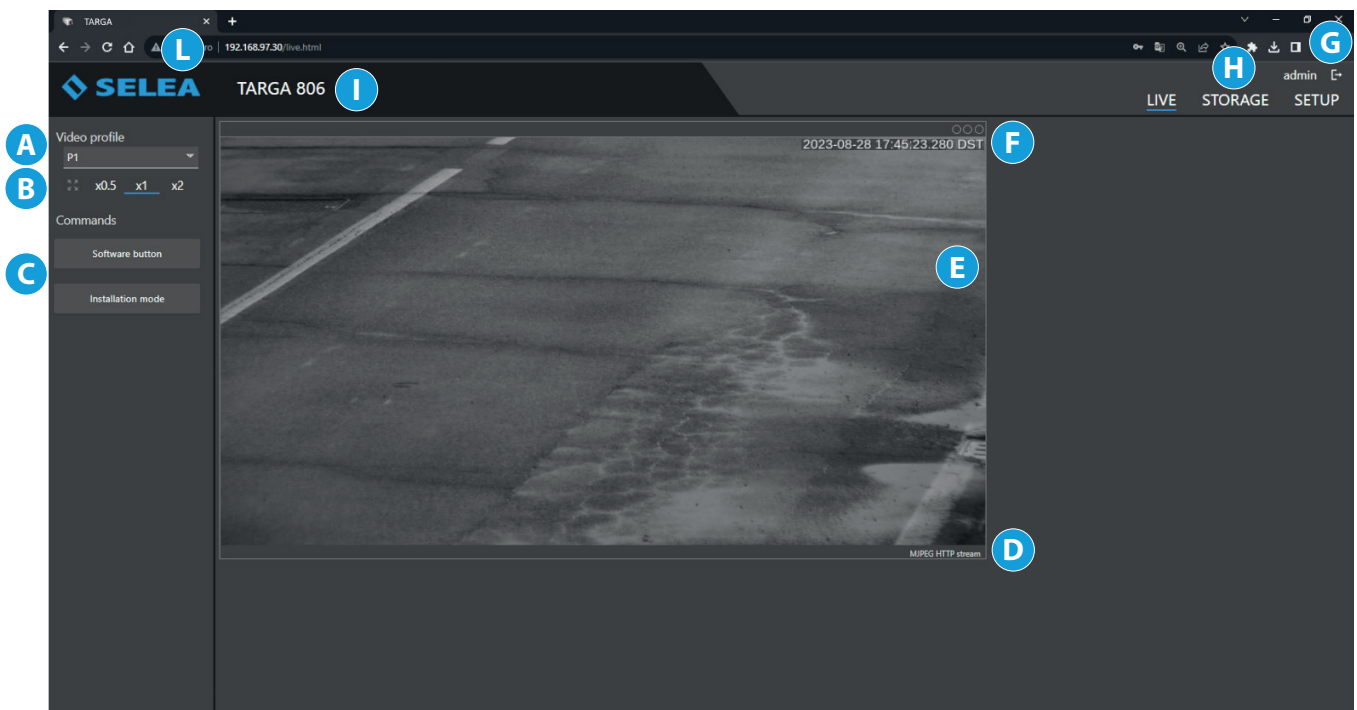 TARGA
L
ro | 192.168.97.30/live.html
G
SELEA
TARGA 806
I
H
admin
LIVE STORAGE SETUP
A
Video profile
P1
B
x0.5 x1 x2
Commands
C
Software button
Installation mode
F
2023-08-28 17:45:23.280 DST
E
MJPEG HTTP stream
D